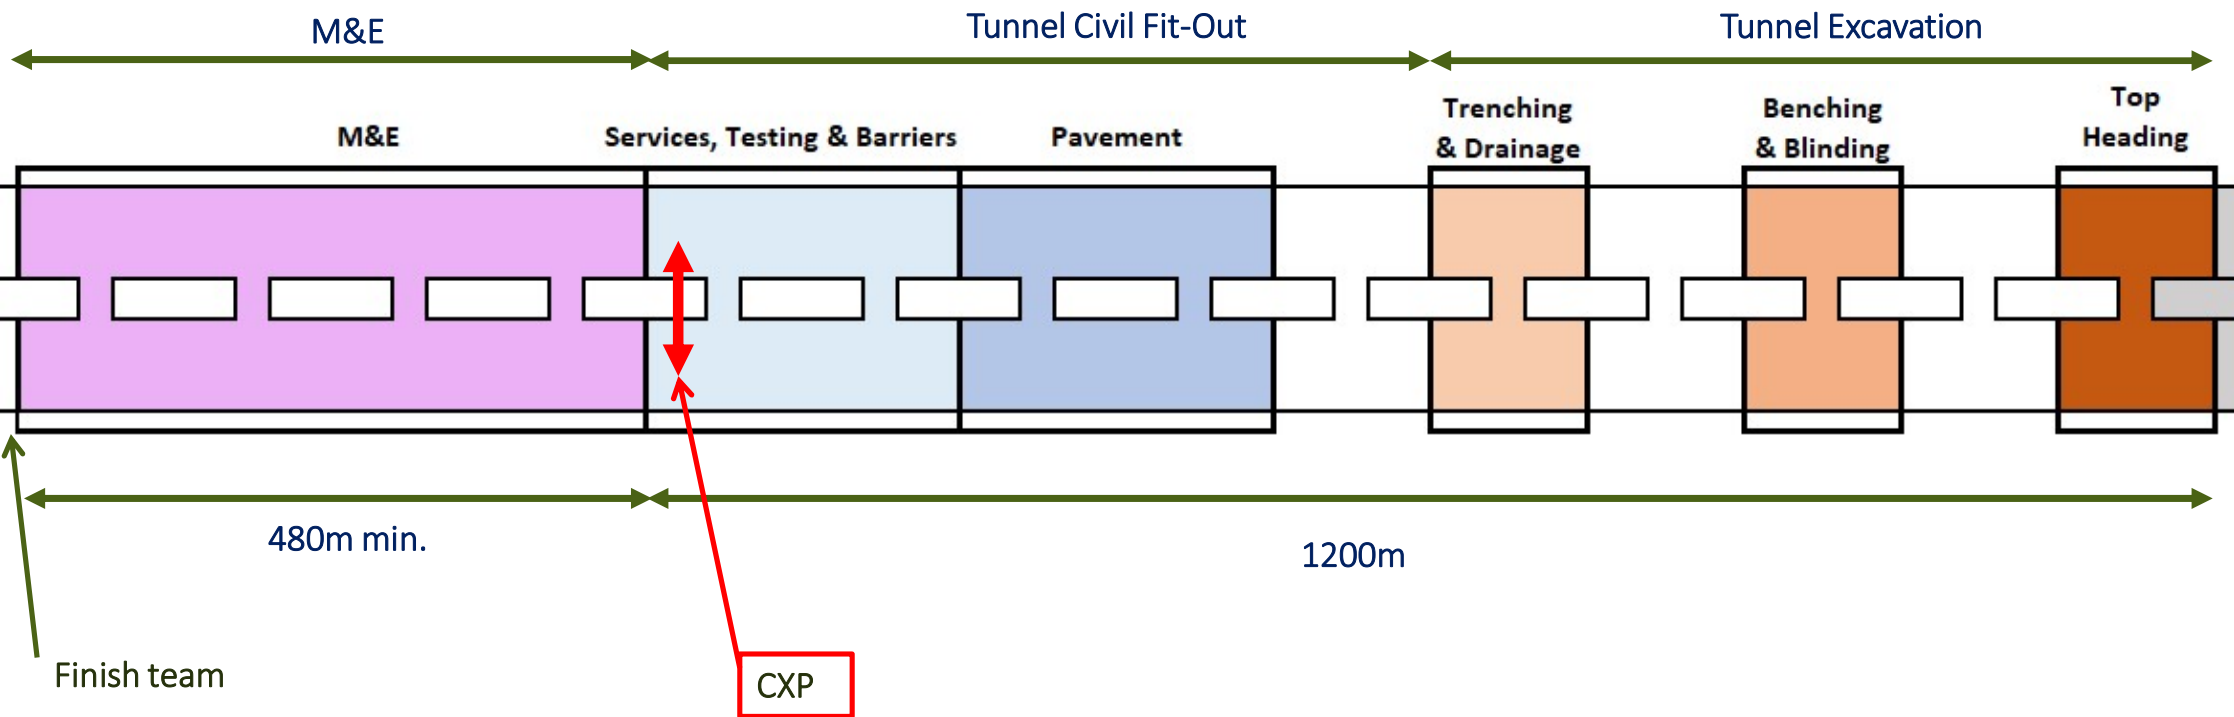 M&E
Tunnel Civil Fit-Out
Tunnel Excavation
M&E
Services, Testing & Barriers
Pavement
Trenching
& Drainage
Benching
& Blinding
Top
Heading
480m min.
1200m
Finish team
CXP